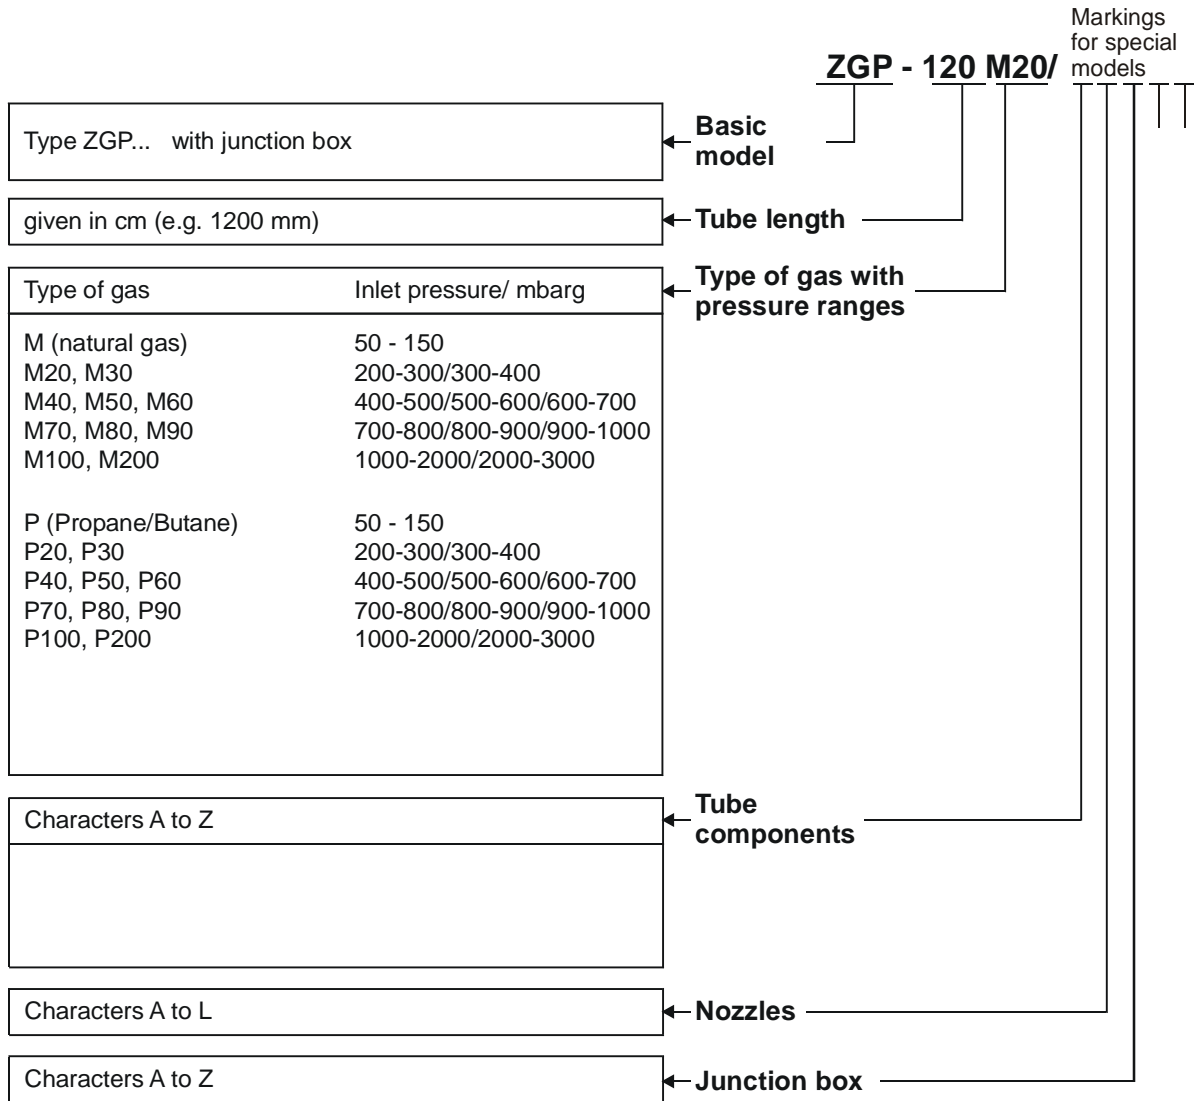 Markings
for special
models
ZGP - 120 M20/
Type ZGP... with junction box
Basic
model
given in cm (e.g. 1200 mm)
Tube length
Type of gas Inlet pressure/ mbarg
Type of gas with
pressure ranges
M (natural gas) 50 - 150
M20, M30 200-300/300-400
M40, M50, M60 400-500/500-600/600-700
M70, M80, M90 700-800/800-900/900-1000
M100, M200 1000-2000/2000-3000
P (Propane/Butane) 50 - 150
P20, P30 200-300/300-400
P40, P50, P60 400-500/500-600/600-700
P70, P80, P90 700-800/800-900/900-1000
P100, P200 1000-2000/2000-3000
Characters A to Z
Tube
components
Characters A to L
Nozzles
Characters A to Z
Junction box